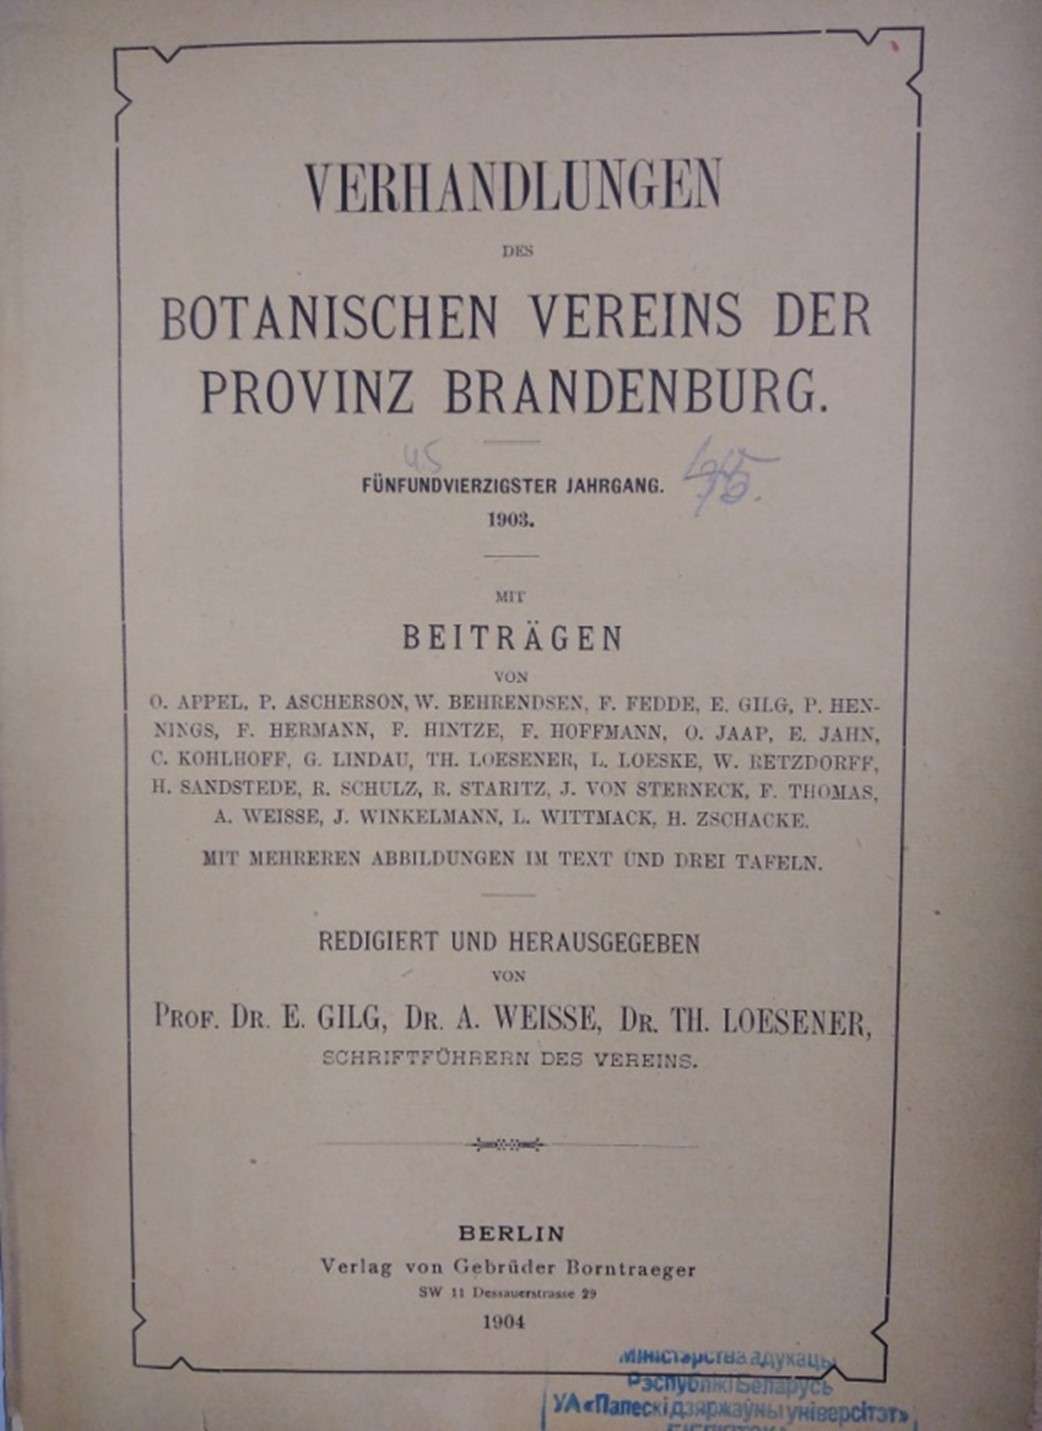 VERHANDLUNGEN
DES
BOTANISCHEN VEREINS DER
PROVINZ BRANDENBURG.
45
FÜNFUNDVIERZIGSTER JAHRGANG.
1903.
MIT
BEITRÄGEN
VON
O. APPEL, P. ASCHERSON, W. BEHRENDSEN, F. FEDDE, E. GILG, P. HEN-
NINGS, F. HERMANN, F. HINTZE, F. HOFFMANN, O. JAAP, E. JAHN,
C. KOHLHOFF, G. LINDAU, TH. LOESENER, L. LOESKE, W. RETZDORFF,
H. SANDSTEDE, R. SCHULZ, R. STARITZ, J. VON STERNECK, F. THOMAS,
A. WEISSE, J. WINKELMANN, L. WITTMACK, H. ZSCHACKE.
MIT MEHREREN ABBILDUNGEN IM TEXT UND DREI TAFELN.
REDIGIERT UND HERAUSGEGEBEN
VON
PROF. DR. E. GILG, DR. A. WEISSE, DR. TH. LOESENER,
SCHRIFTFÜHRERN DES VEREINS.
BERLIN
Verlag von Gebrüder Borntraeger
SW 11 Dessauerstrasse 29
1904
Міністэрства адукацыі
Рэспублікі Беларусь
УА «Палескі дзяржаўны універсітэт»